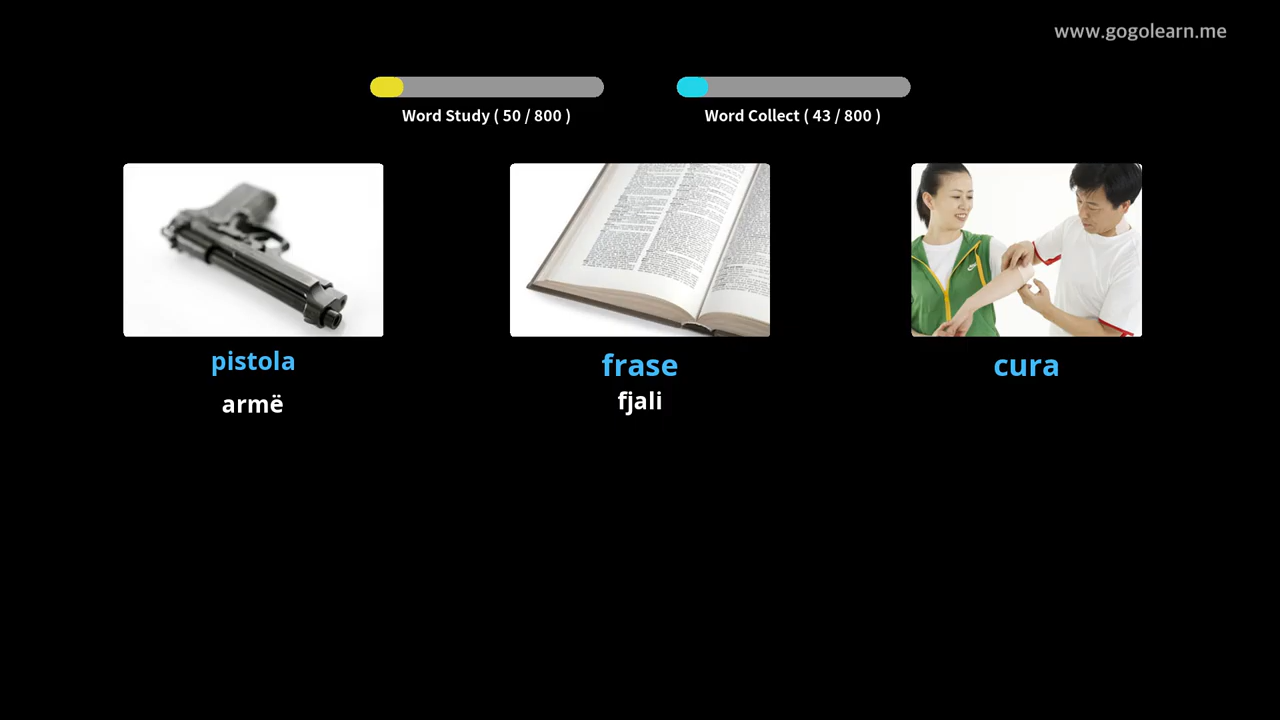 www.gogolearn.me
Word Study ( 50 / 800 )
Word Collect ( 43 / 800 )
pistola
frase
cura
armë
fjali